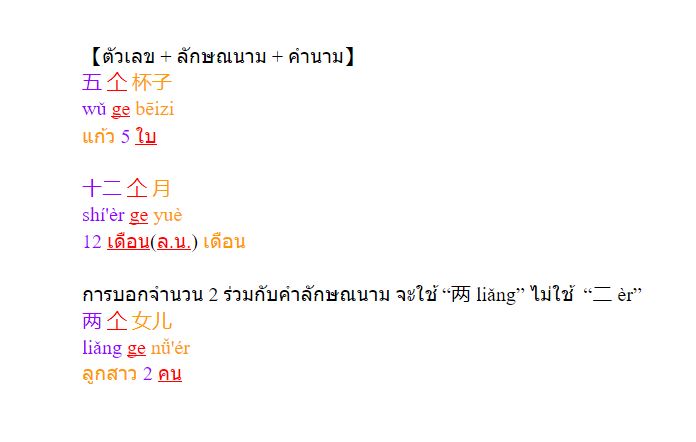 【ตัวเลข + ลักษณนาม + คำนาม】
五 个 杯子
wǔ ge bēizi
แก้ว 5 ใบ
十二 个 月
shí'èr ge yuè
12 เดือน(ล.น.) เดือน
การบอกจำนวน 2 ร่วมกับคำลักษณนาม จะใช้ “两 liǎng” ไม่ใช้ “二 èr”
两 个 女儿
liǎng ge nǚ'ér
ลูกสาว 2 คน